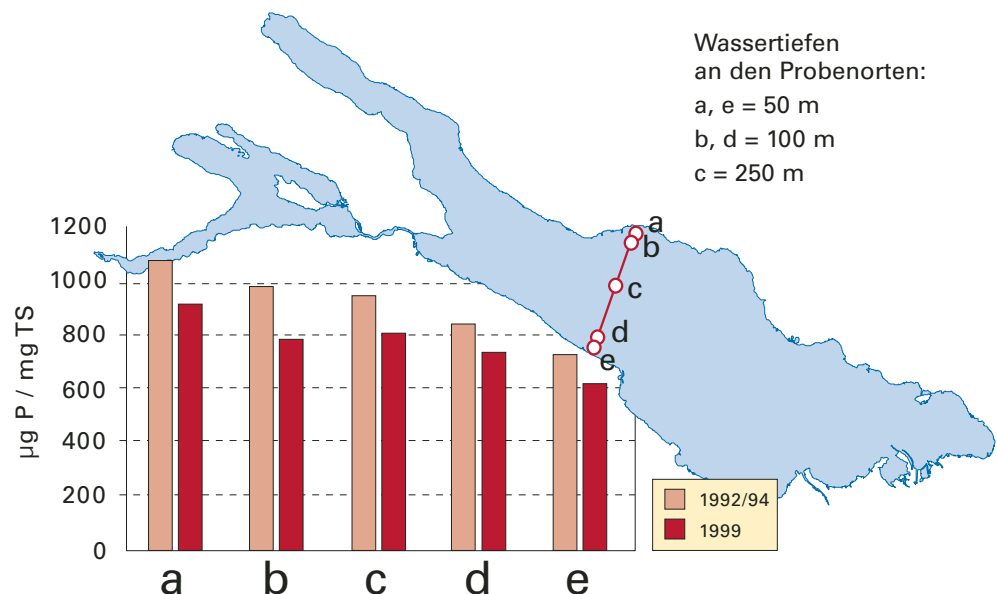 Wassertiefen
an den Probenorten:
a, e = 50 m
b, d = 100 m
c = 250 m
a
b
c
d
e
µg P / mg TS
1200
1000
800
600
400
200
0
a b c d e
1992/94
1999